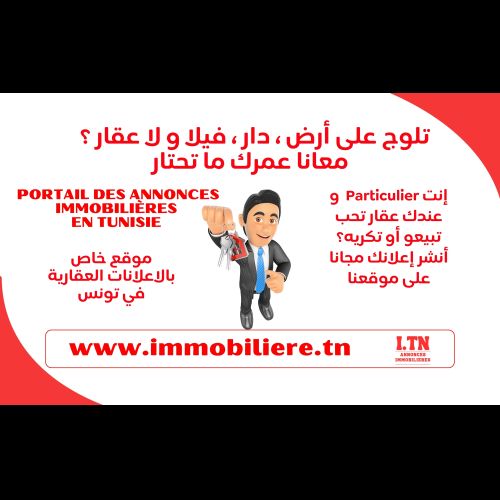 تلوج على أرض ، دار ، فيلا و لا عقار ؟
معانا عمرك ما تحتار
PORTAIL DES ANNONCES
IMMOBILIÈRES
EN TUNISIE
موقع خاص
بالاعلانات العقارية
في تونس
إنت Particulier و
عندك عقار تحب
تبيعو أو تكريه؟
أنشر إعلانك مجانا
على موقعنا
www.immobiliere.tn
I.TN
ANNONCES
IMMOBILIÈRES